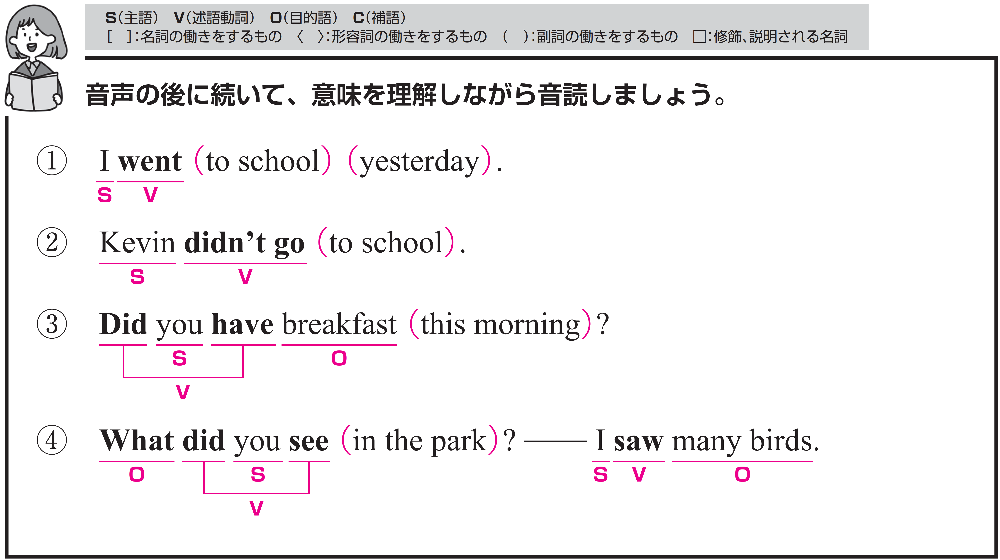 S（主語）　V（述語動詞）　O（目的語）　C（補語）
［　］：名詞の働きをするもの　〈　〉：形容詞の働きをするもの　（　）：副詞の働きをするもの　□：修飾、説明される名詞
音声の後に続いて、意味を理解しながら音読しましょう。
① I went (to school) (yesterday).
S V
② Kevin didn’t go (to school).
S V
③ Did you have breakfast (this morning)?
S O
V
④ What did you see (in the park)? —— I saw many birds.
O S S V O
V